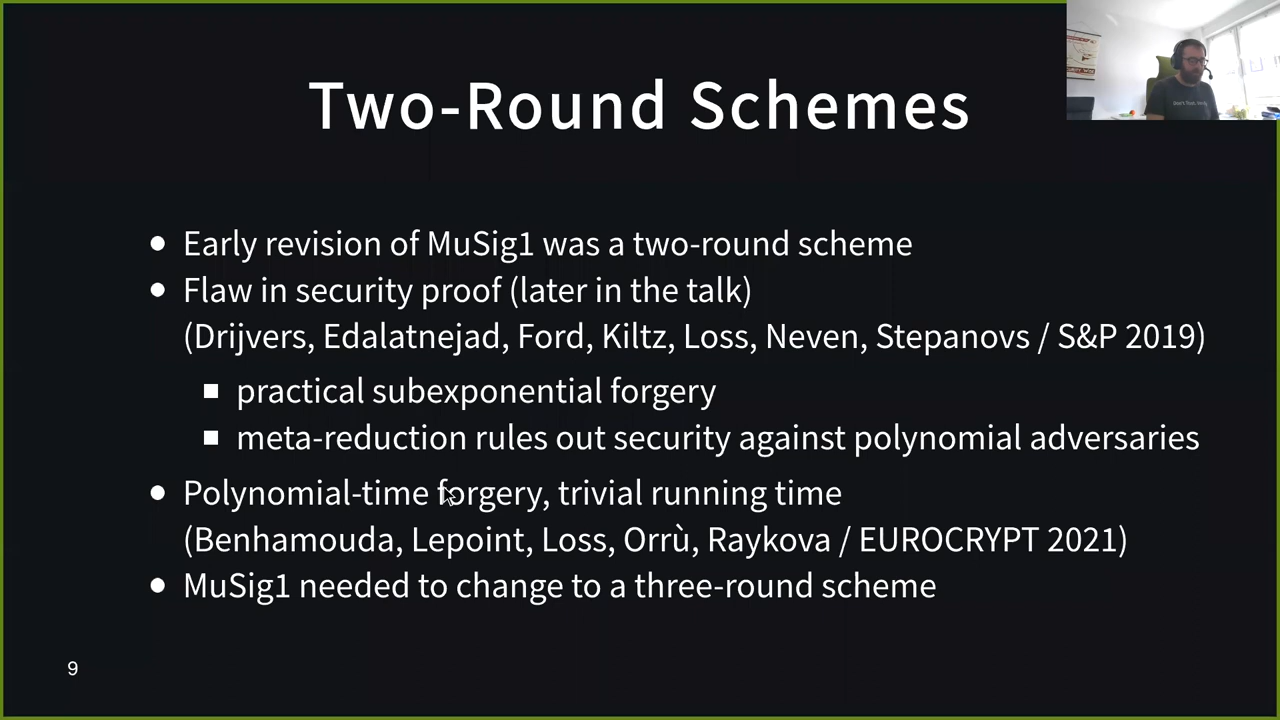 Two-Round Schemes
Early revision of MuSig1 was a two-round scheme
Flaw in security proof (later in the talk)
(Drijvers, Edalatnejad, Ford, Kiltz, Loss, Neven, Stepanovs / S&P 2019)
practical subexponential forgery
meta-reduction rules out security against polynomial adversaries
Polynomial-time forgery, trivial running time
(Benhamouda, Lepoint, Loss, Orrù, Raykova / EUROCRYPT 2021)
MuSig1 needed to change to a three-round scheme
9